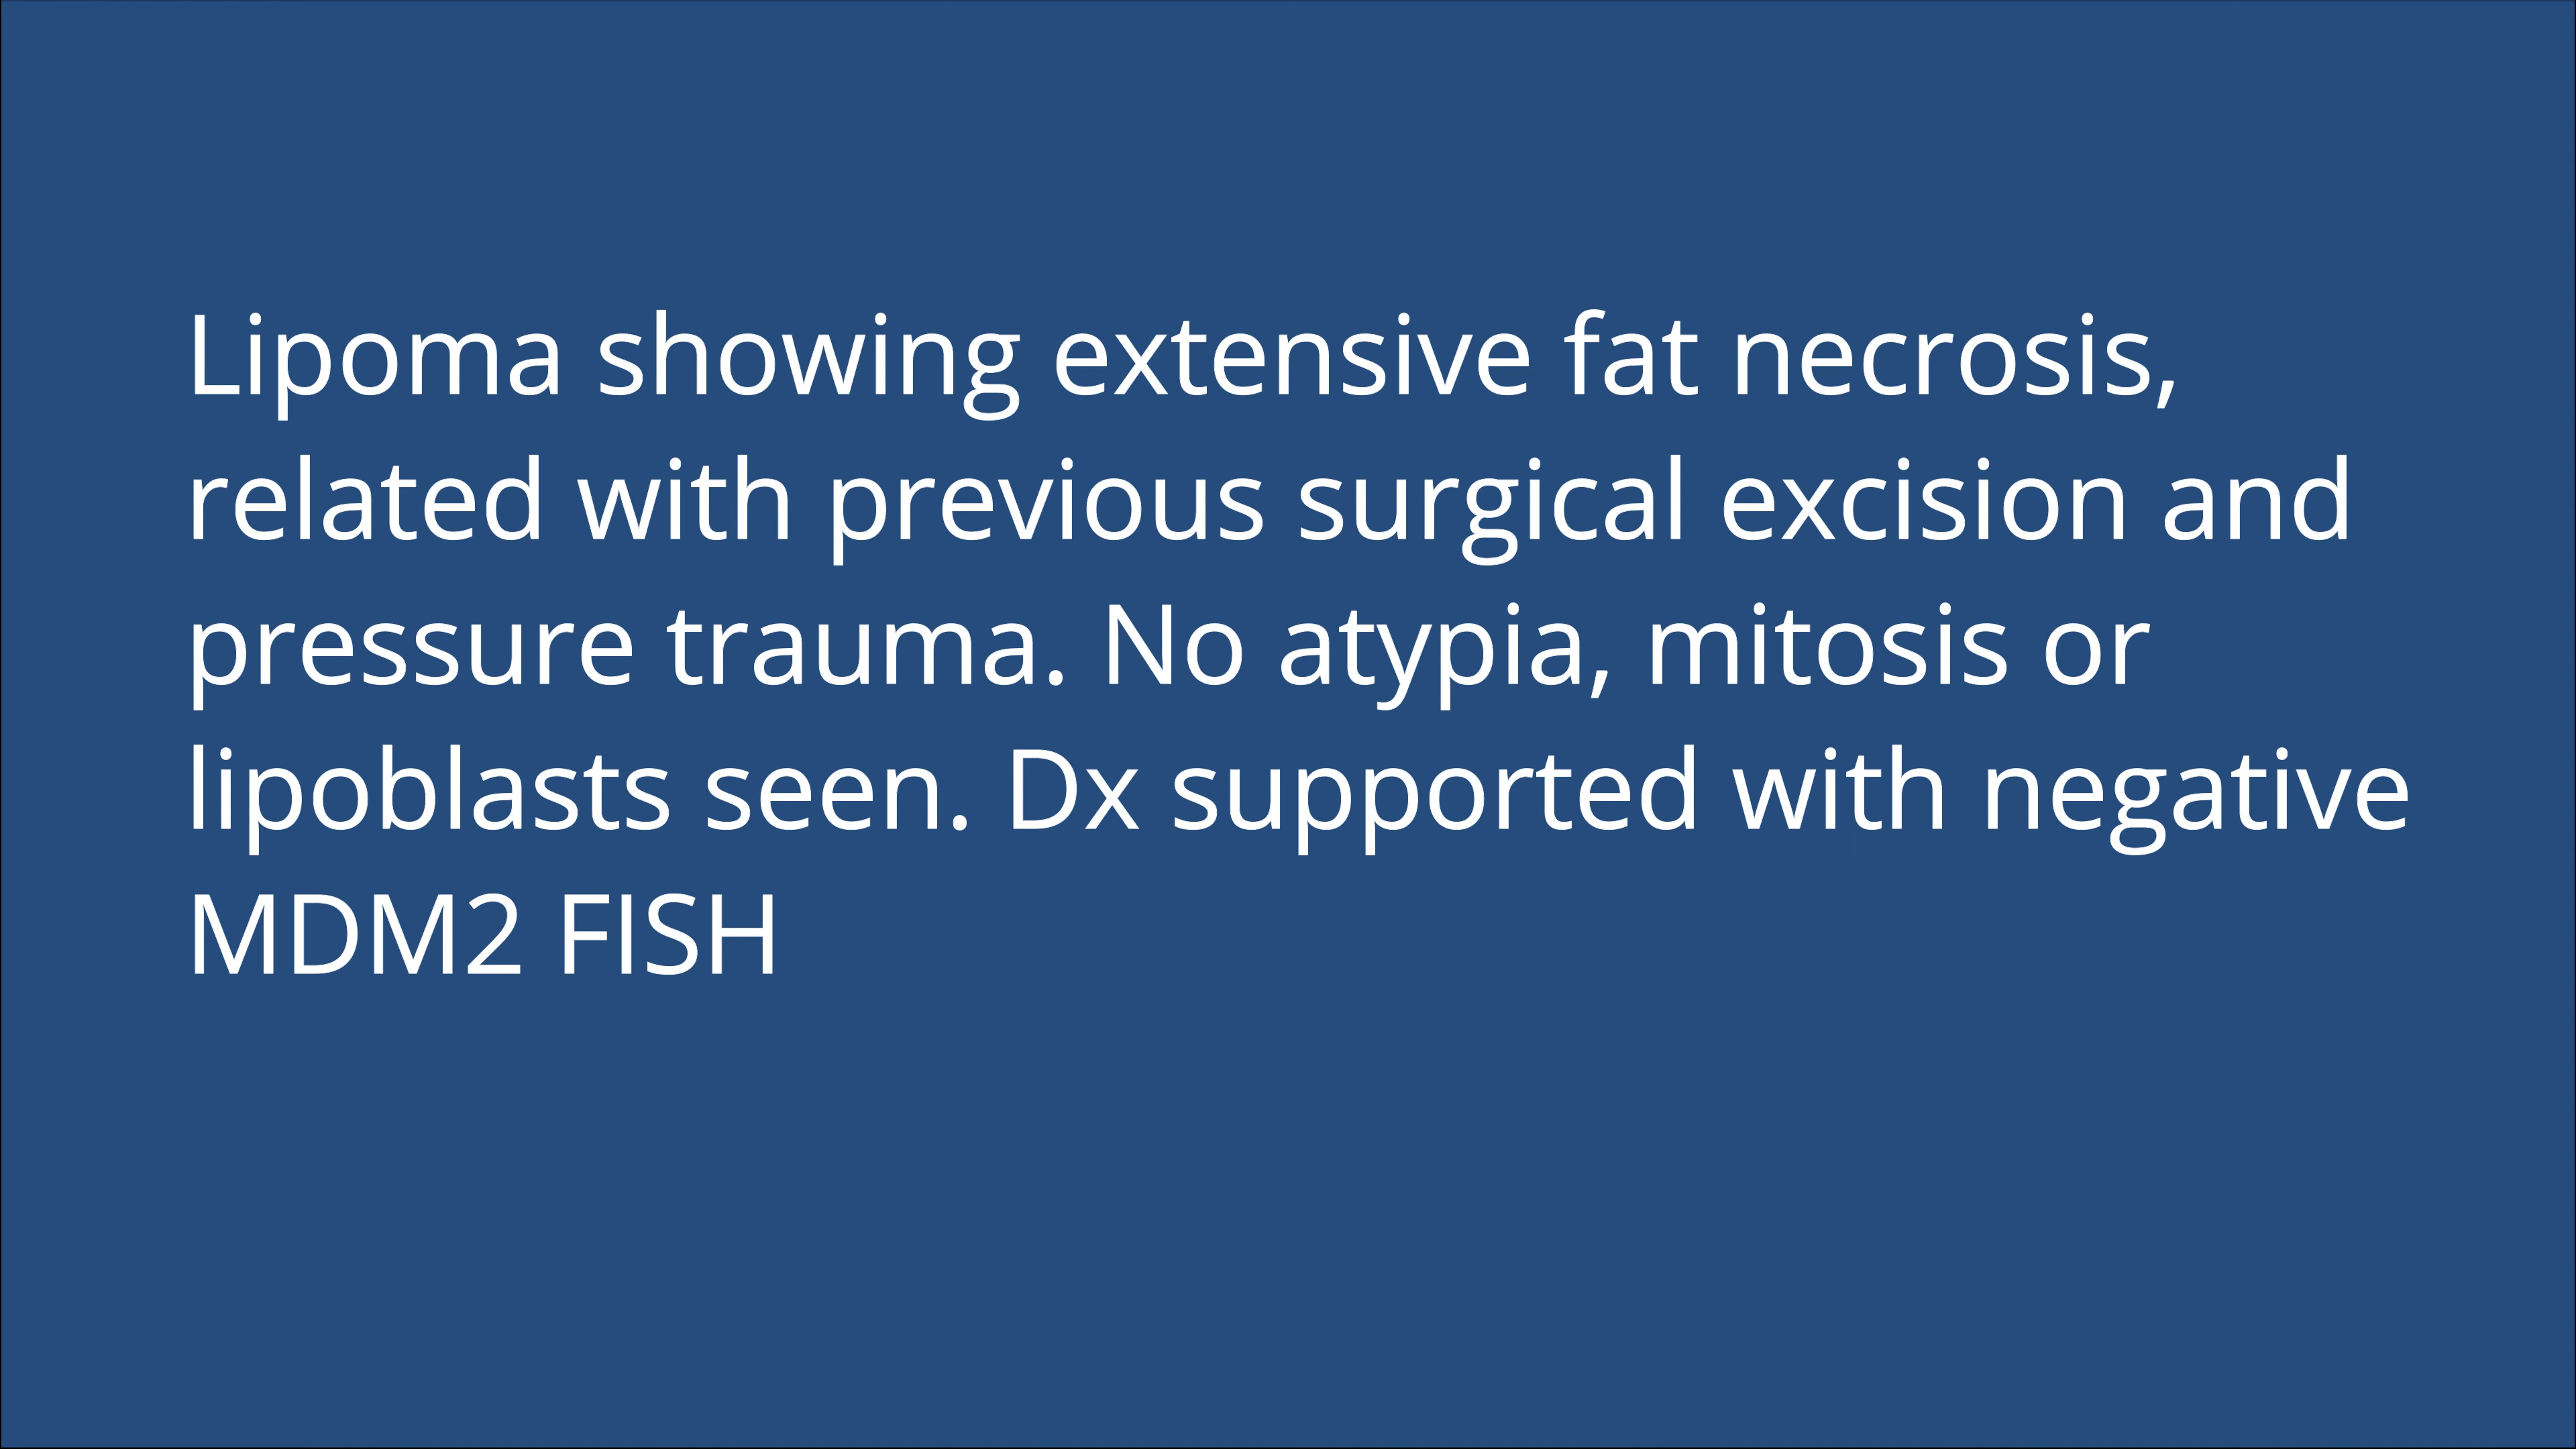 Lipoma showing extensive fat necrosis,
related with previous surgical excision and
pressure trauma. No atypia, mitosis or
lipoblasts seen. Dx supported with negative
MDM2 FISH